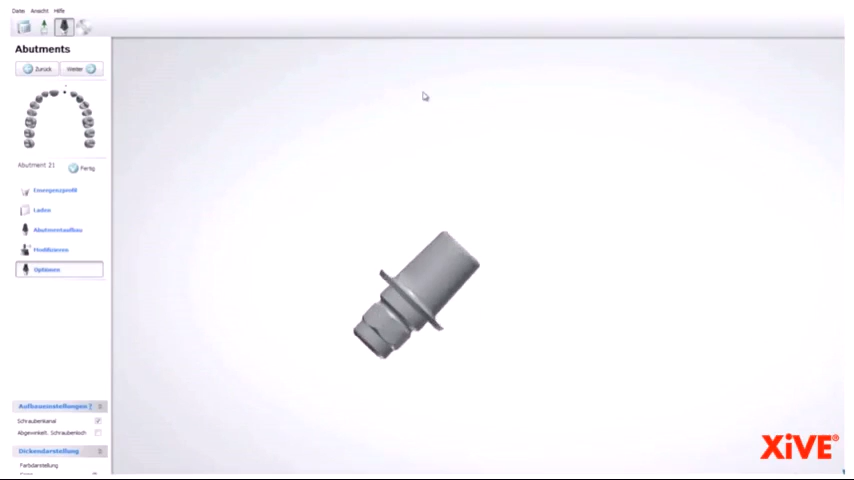 Datei Ansicht Hilfe
Abutments
Zurück Weiter
Abutment 21 Fertig
Emergenzprofil
Laden
Abutmentaufbau
Modifizieren
Optionen
Aufbaueinstellungen
Schraubenkanal
Abgewinkelt. Schraubenloch
Dickendarstellung
Farbdarstellung
XiVE®